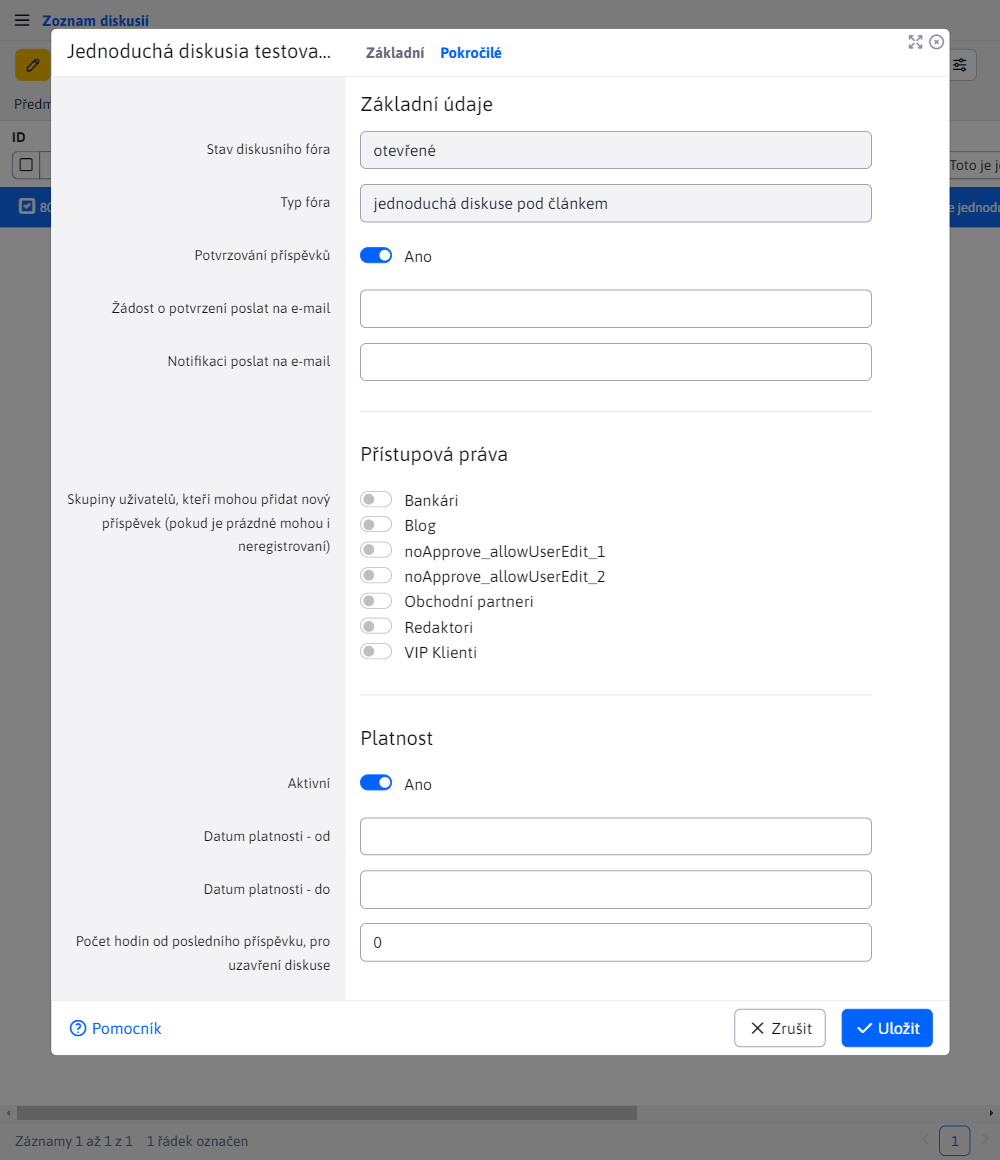 Zoznam diskusií
Jednoduchá diskusia testova...
Základní
Pokročilé
Předm
ID
80
Toto je j
e jednodu
Základní údaje
Stav diskusního fóra
otevřené
Typ fóra
jednoduchá diskuse pod článkem
Potvrzování příspěvků
Ano
Žádost o potvrzení poslat na e-mail
Notifikaci poslat na e-mail
Přístupová práva
Skupiny uživatelů, kteří mohou přidat nový
příspěvek (pokud je prázdné mohou i
neregistrovaní)
Bankári
Blog
noApprove_allowUserEdit_1
noApprove_allowUserEdit_2
Obchodní partneri
Redaktori
VIP Klienti
Platnost
Aktivní
Ano
Datum platnosti - od
Datum platnosti - do
Počet hodin od posledního příspěvku, pro
uzavření diskuse
0
Pomocník
Zrušit
Uložit
Záznamy 1 až 1 z 1
1 řádek označen
1